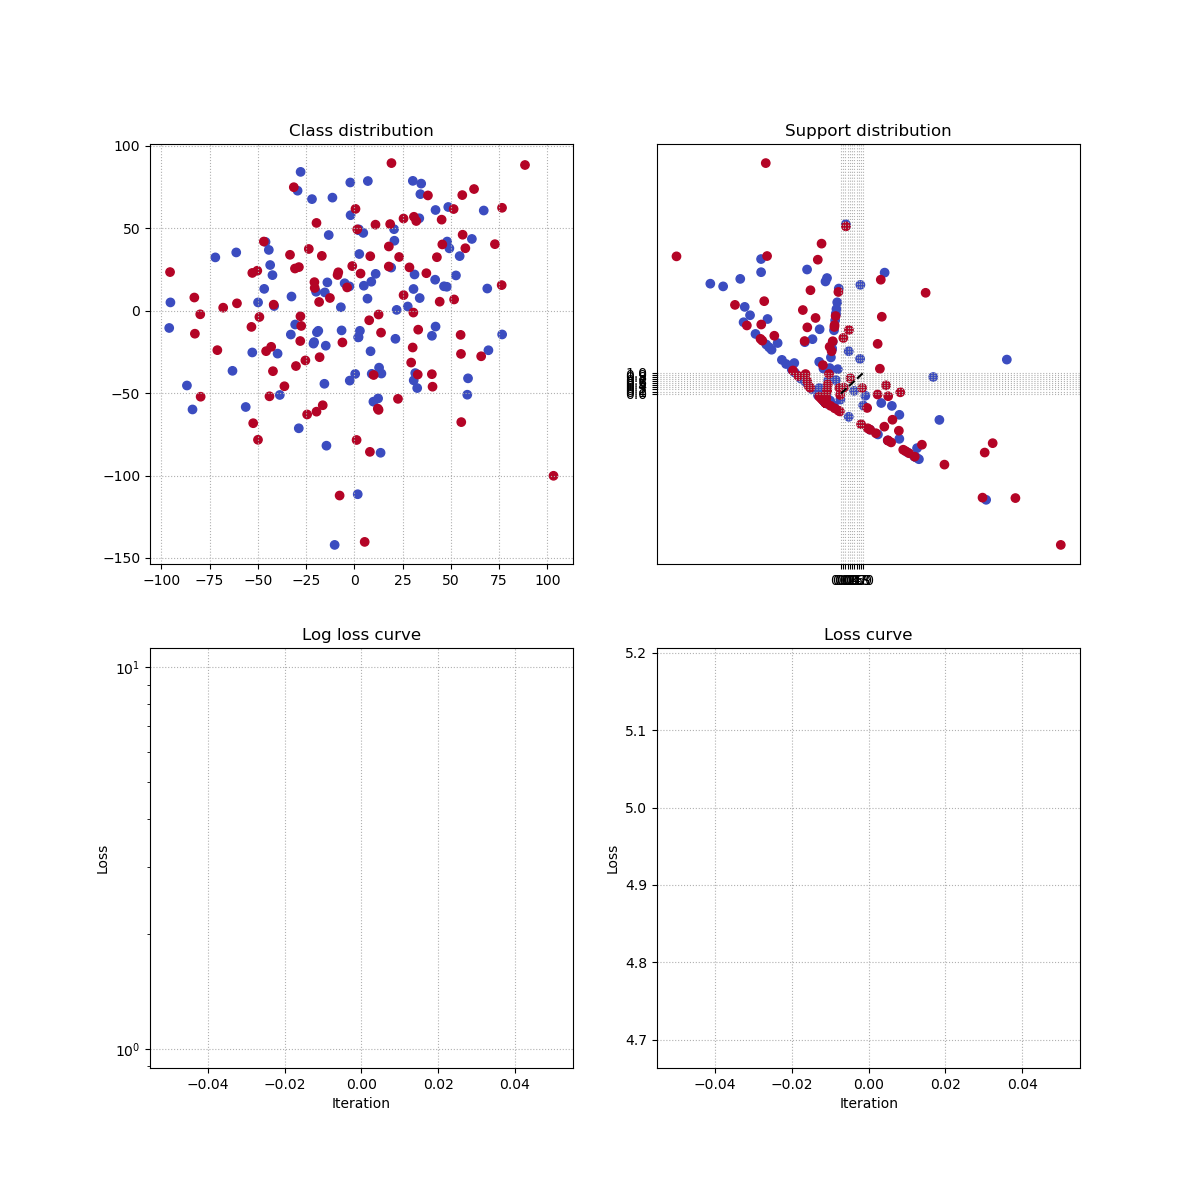 Class distribution
100
50
0
−50
−100
−150
−100 −75 −50 −25 0 25 50 75 100
Support distribution
Log loss curve
Loss
10¹
10⁰
−0.04 −0.02 0.00 0.02 0.04
Iteration
Loss curve
Loss
5.2
5.1
5.0
4.9
4.8
4.7
−0.04 −0.02 0.00 0.02 0.04
Iteration